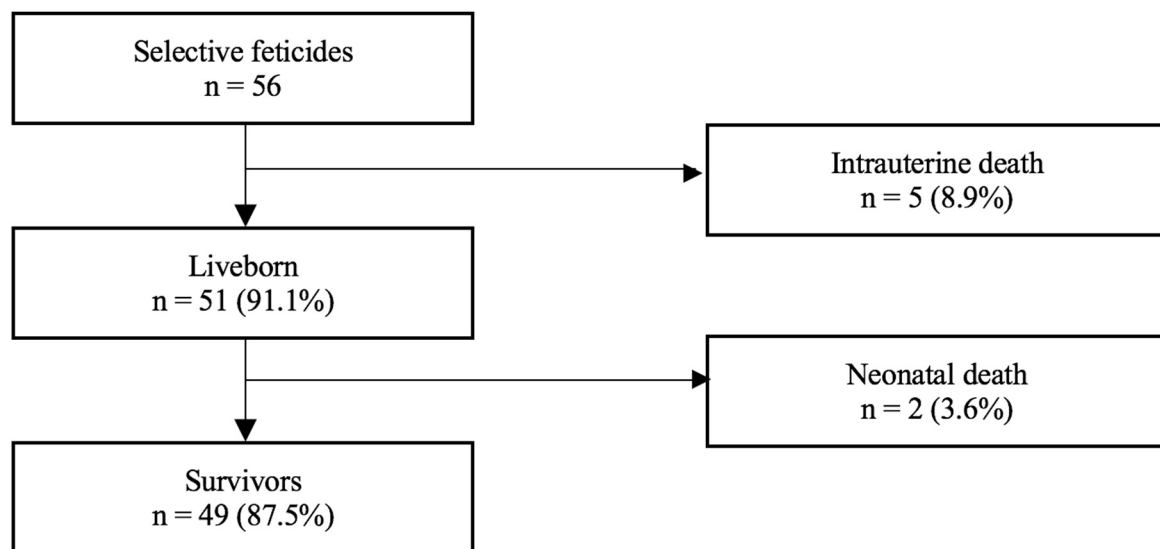 Selective feticides
n = 56
Intrauterine death
n = 5 (8.9%)
Liveborn
n = 51 (91.1%)
Neonatal death
n = 2 (3.6%)
Survivors
n = 49 (87.5%)